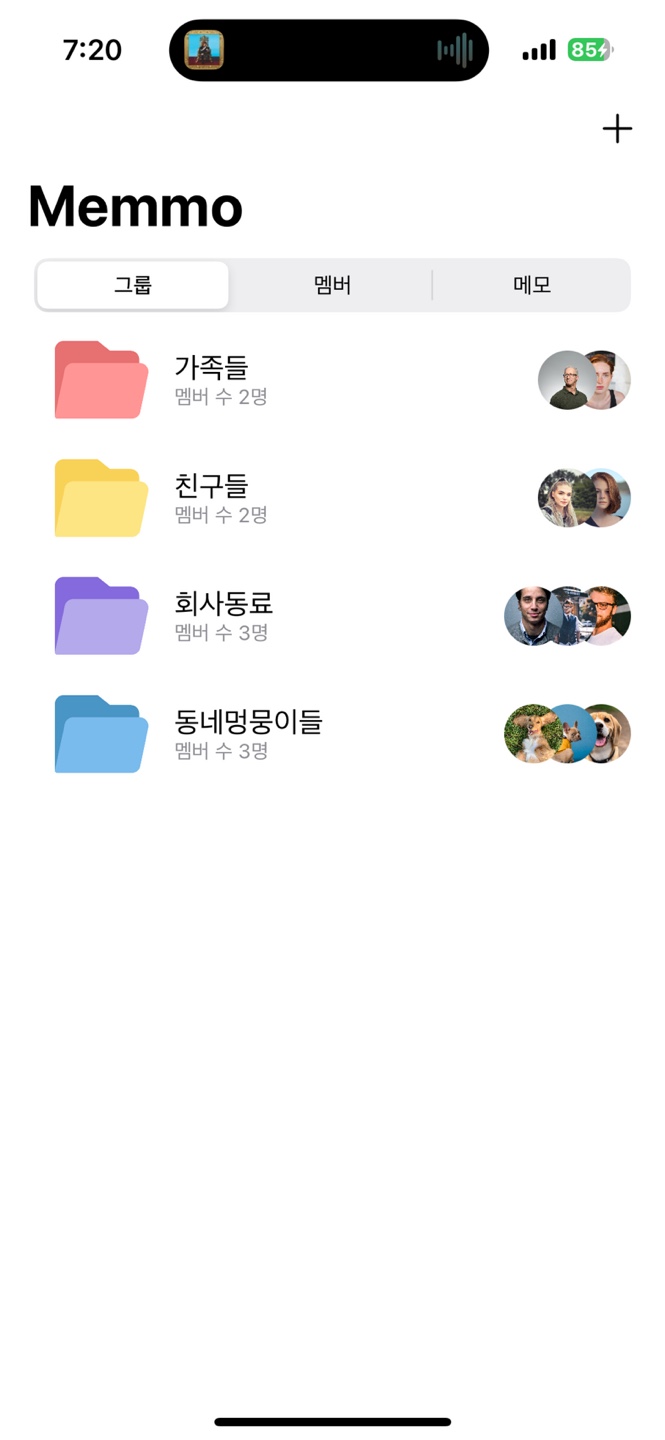 7:20
85
Memmo
그룹
멤버
메모
가족들
멤버 수 2명
친구들
멤버 수 2명
회사동료
멤버 수 3명
동네멍뭉이들
멤버 수 3명